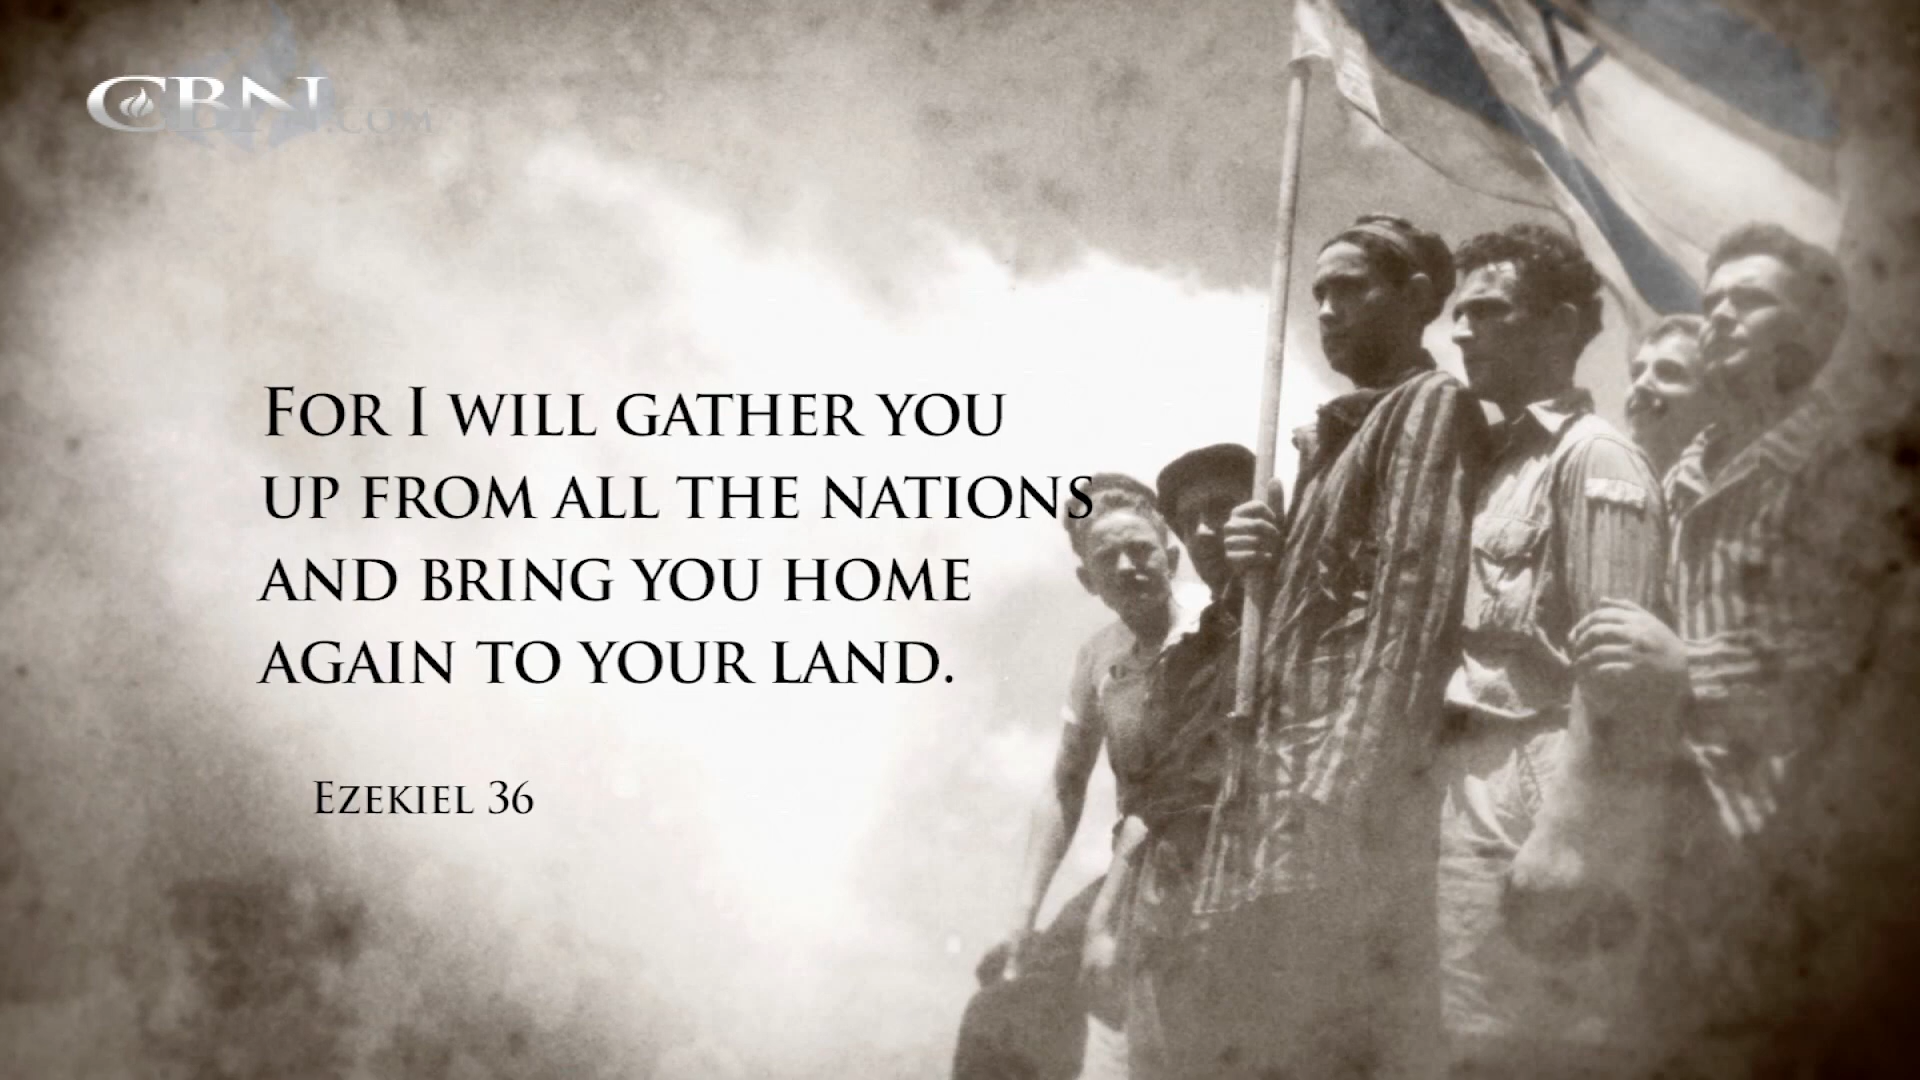 CBN.COM
FOR I WILL GATHER YOU
UP FROM ALL THE NATIONS
AND BRING YOU HOME
AGAIN TO YOUR LAND.
EZEKIEL 36